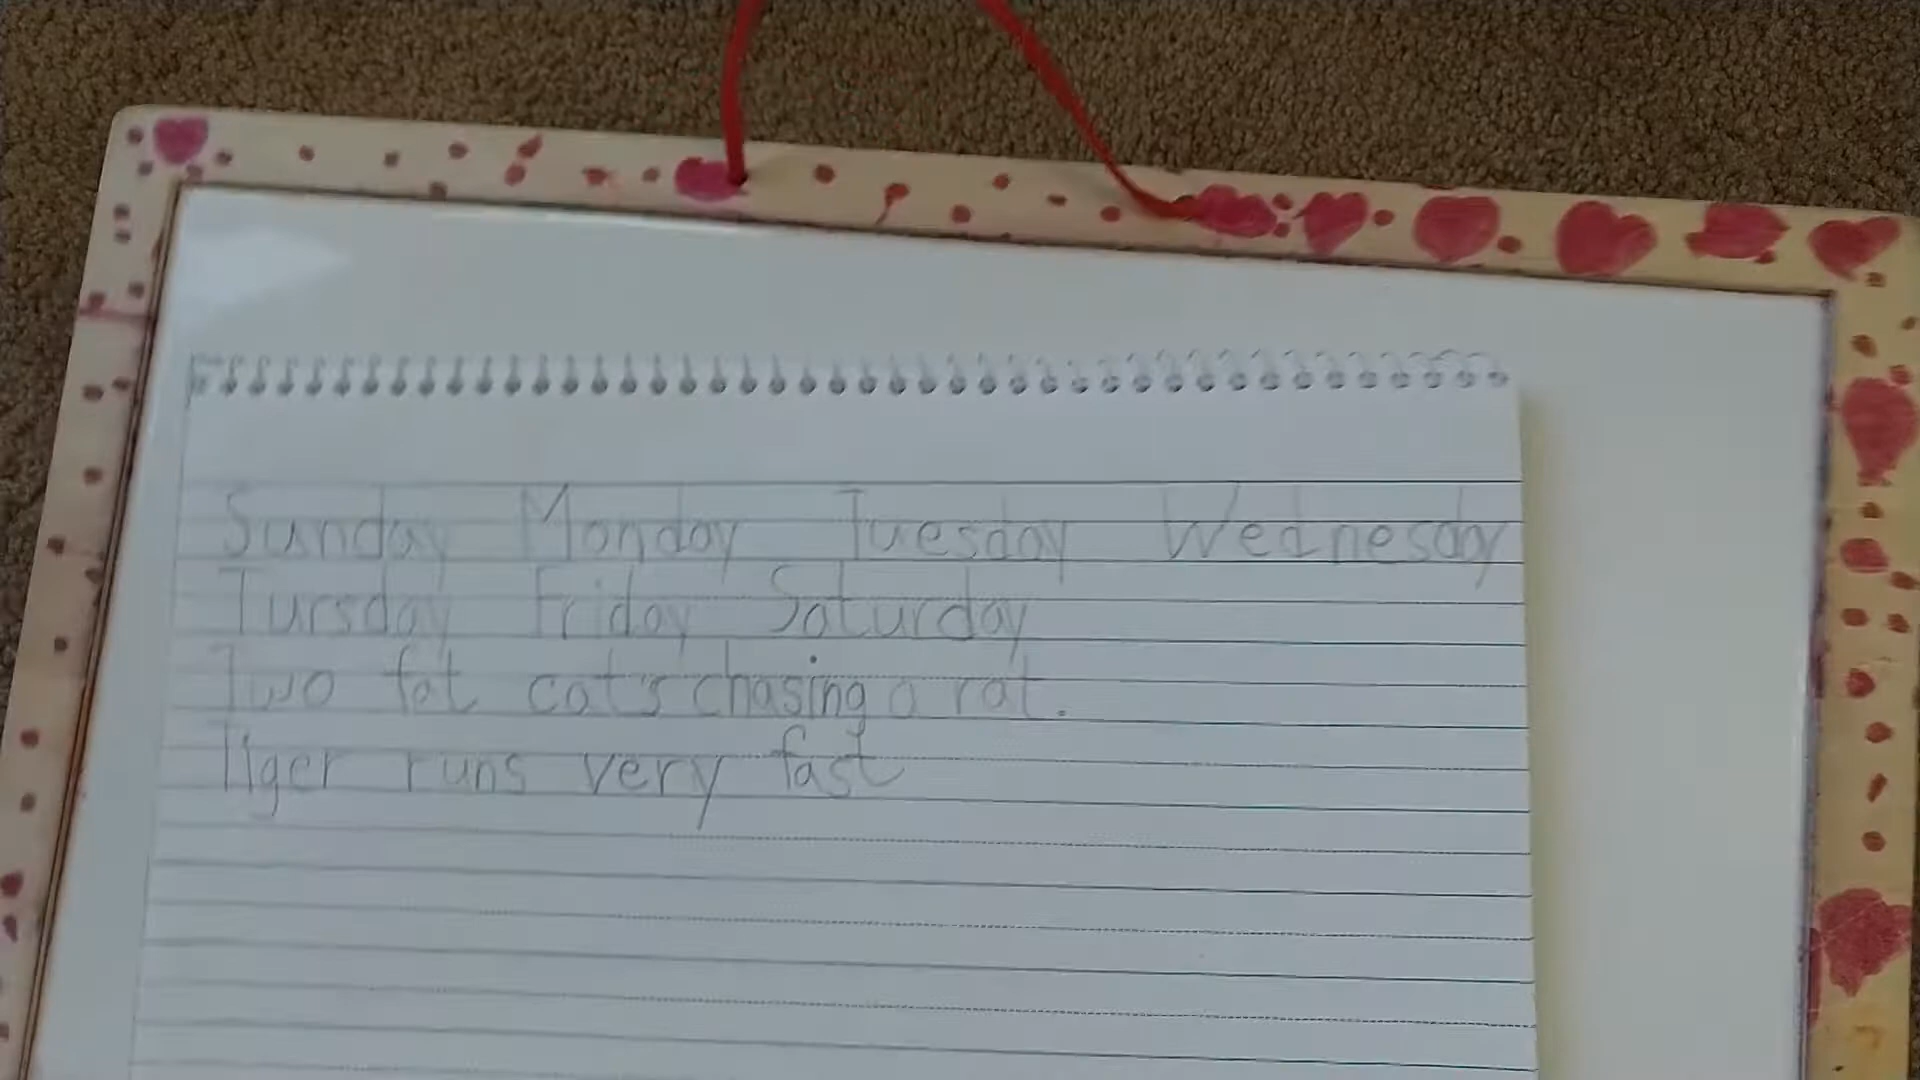 Sunday Monday Tuesday Wednesday
Tursday Friday Saturday
Two fat cat's chasing a rat.
Tiger runs very fast